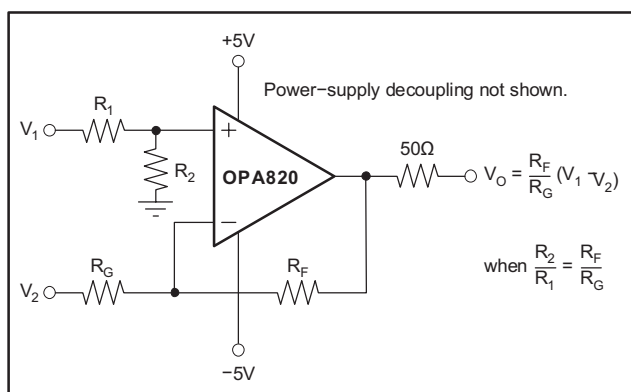 +5V
Power−supply decoupling not shown.
R1
V1
+
R2
OPA820
50Ω
VO = RF/RG (V1 - V2)
−
when R2/R1 = RF/RG
RG
RF
V2
−5V